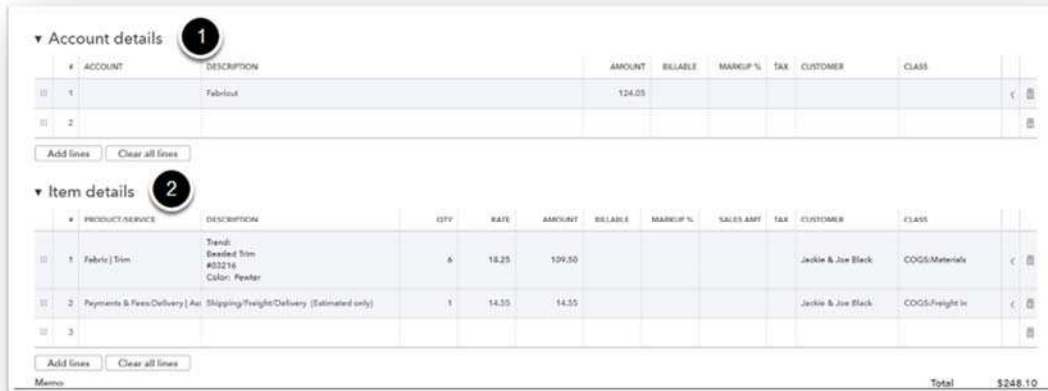 ▾ Account details 1
# ACCOUNT DESCRIPTION AMOUNT BILLABLE MARKUP % TAX CUSTOMER CLASS
1 Fabricut 124.05
2
Add lines Clear all lines
▾ Item details 2
# PRODUCT/SERVICE DESCRIPTION QTY RATE AMOUNT BILLABLE MARKUP % SALES AMT TAX CUSTOMER CLASS
Trend:
Beaded Trim
1 Fabric | Trim 6 18.25 109.50 Jackie & Joe Black COGS:Materials
#03216
Color: Pewter
2 Payments & Fees:Delivery | Shipping/Freight/Delivery (Estimated only) 1 14.55 14.55 Jackie & Joe Black COGS:Freight in
3
Add lines Clear all lines
Memo Total $248.10